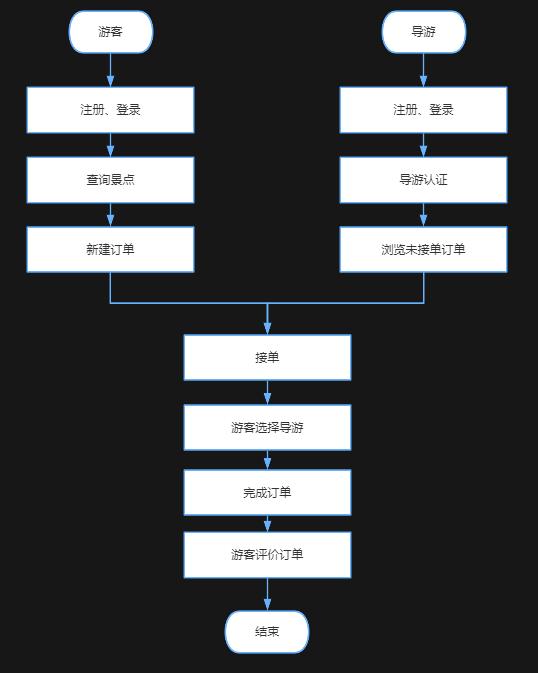 游客
导游
注册、登录
注册、登录
查询景点
导游认证
新建订单
浏览未接单订单
接单
游客选择导游
完成订单
游客评价订单
结束